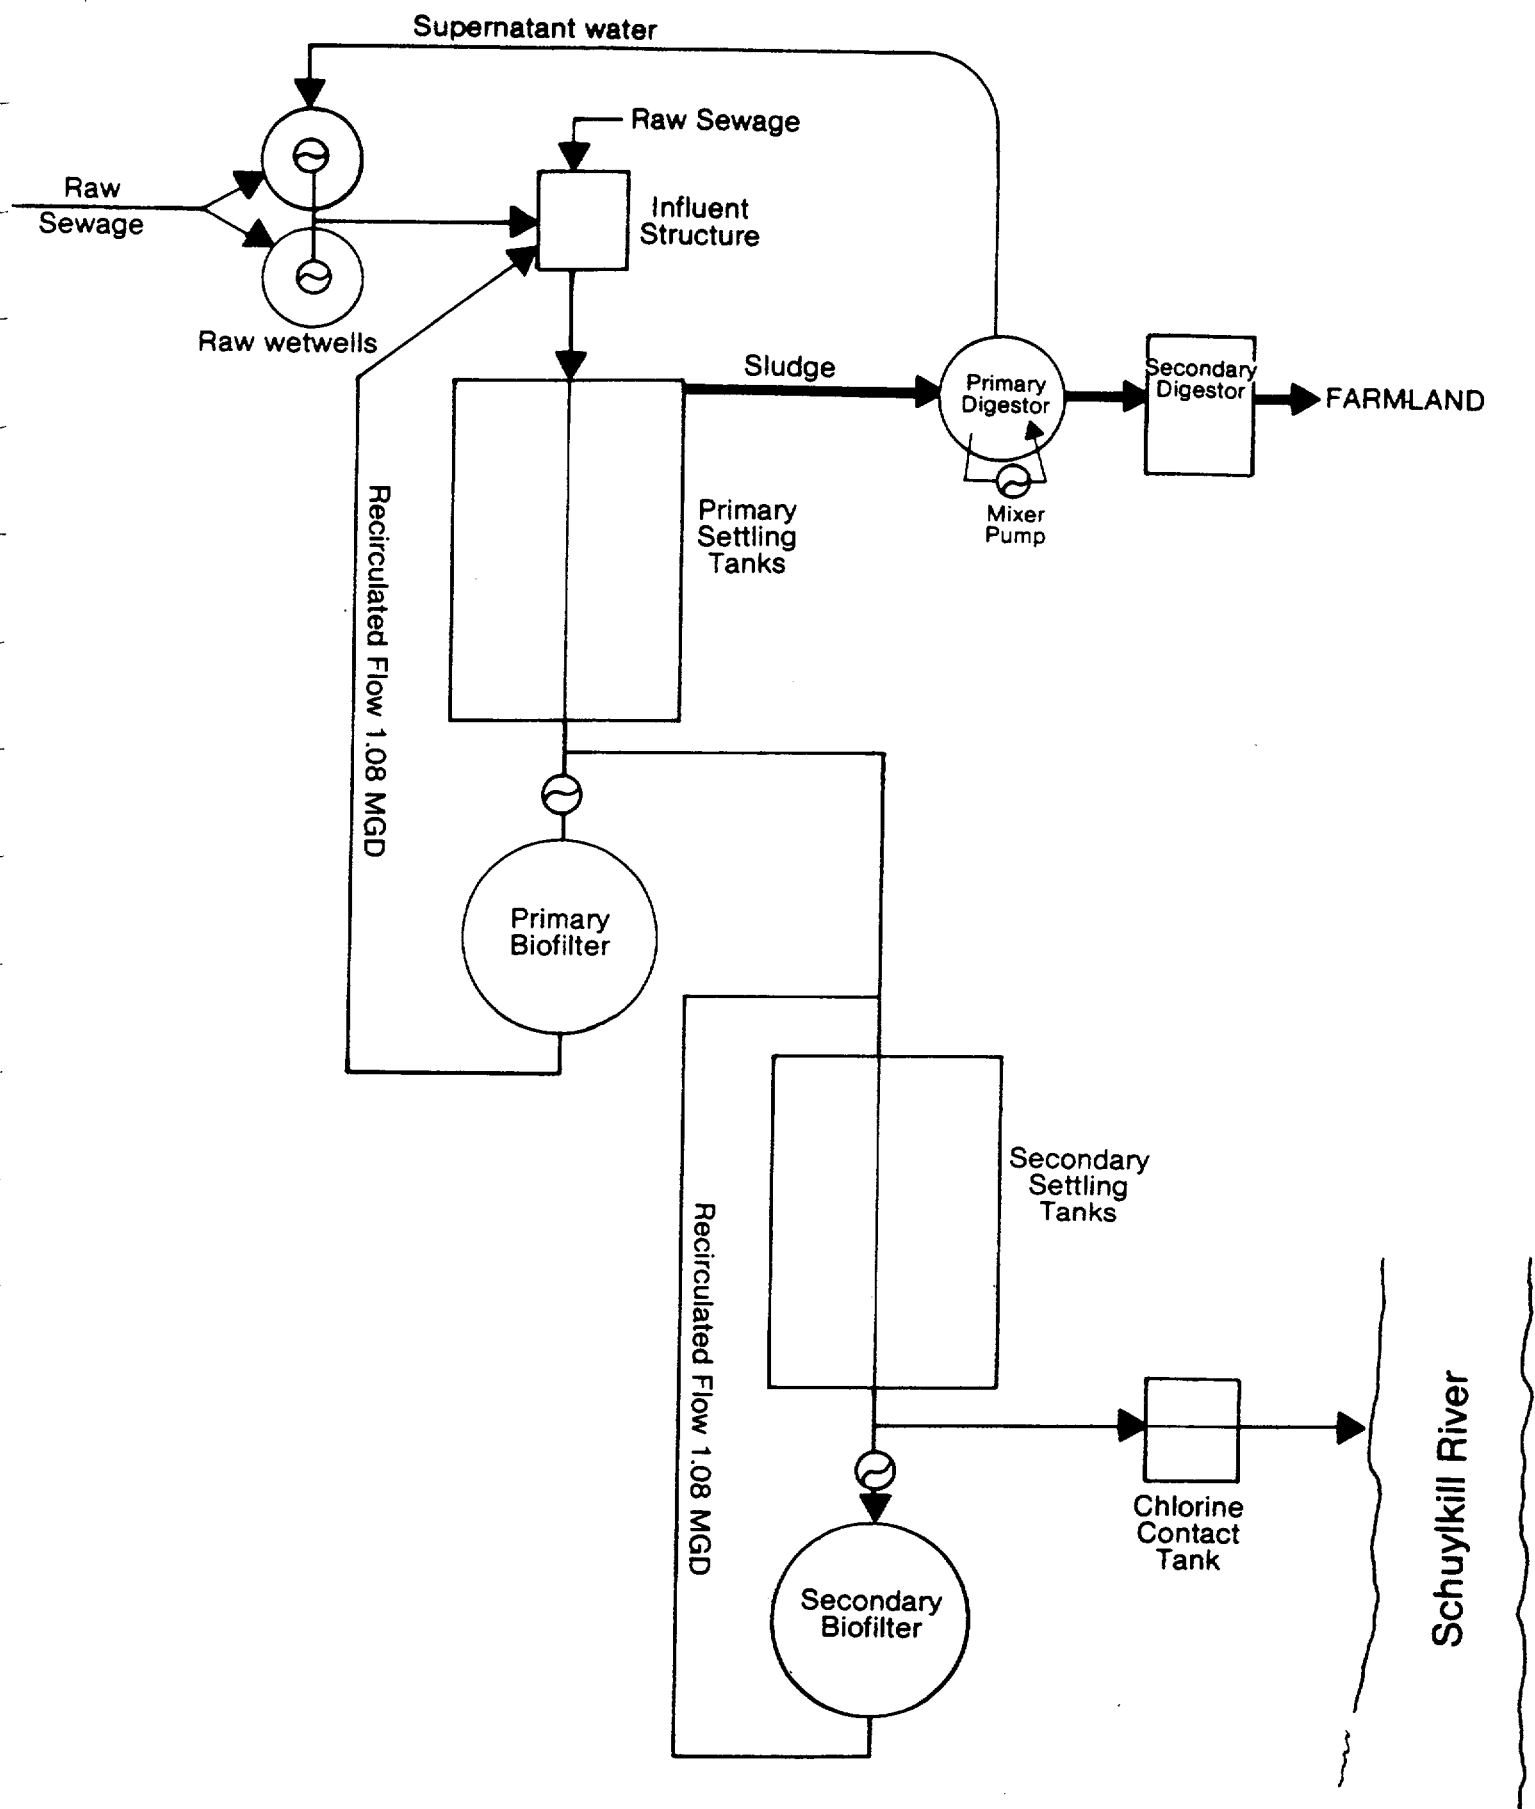 Supernatant water
Raw Sewage
Raw
Sewage
Influent
Structure
Raw wetwells
Sludge
Primary
Digestor
Secondary
Digestor
FARMLAND
Mixer
Pump
Primary
Settling
Tanks
Recirculated Flow 1.08 MGD
Primary
Biofilter
Secondary
Settling
Tanks
Recirculated Flow 1.08 MGD
Chlorine
Contact
Tank
Schuylkill River
Secondary
Biofilter